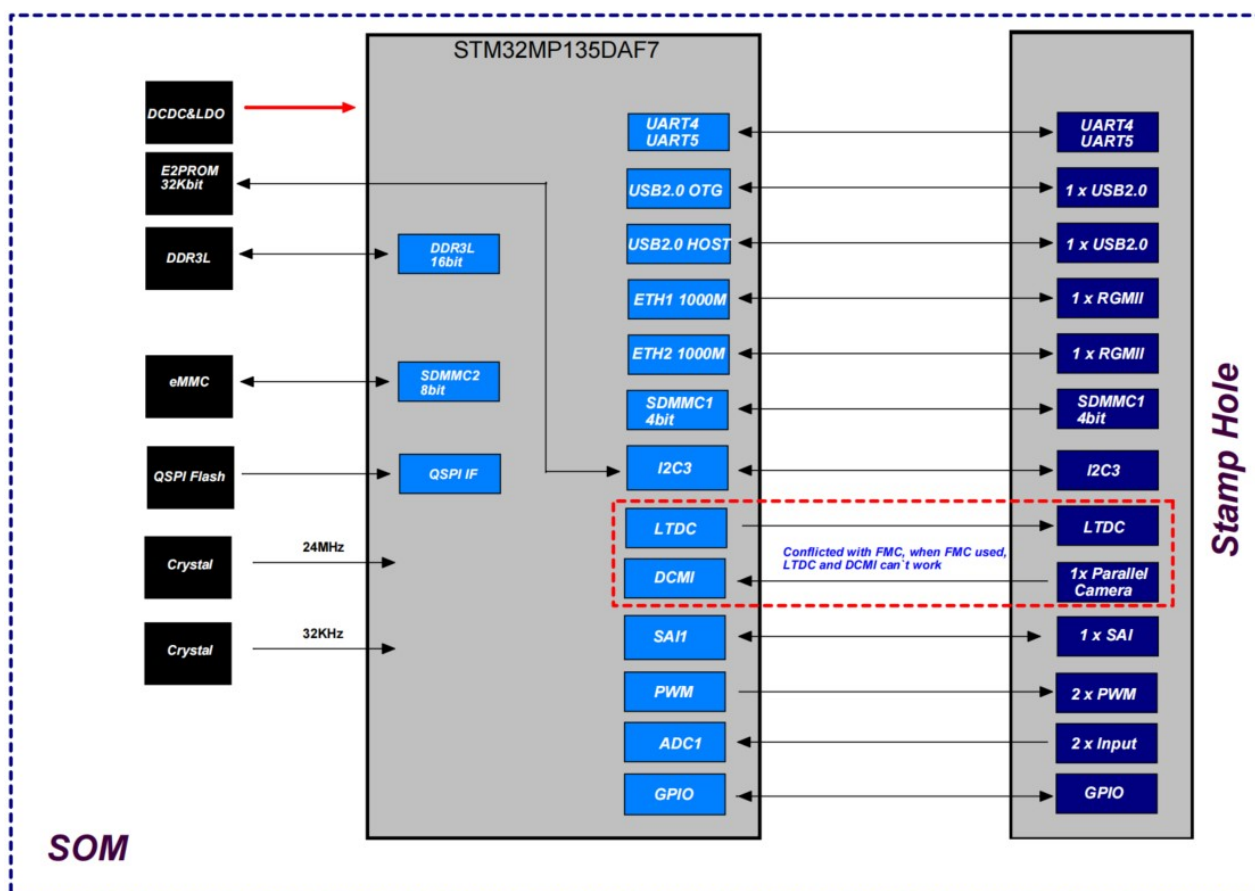 STM32MP135DAF7
DCDC&LDO
E2PROM
32Kbit
DDR3L
eMMC
QSPI Flash
Crystal
24MHz
Crystal
32KHz
DDR3L
16bit
SDMMC2
8bit
QSPI IF
UART4
UART5
USB2.0 OTG
USB2.0 HOST
ETH1 1000M
ETH2 1000M
SDMMC1
4bit
I2C3
LTDC
DCMI
SAI1
PWM
ADC1
GPIO
Conflicted with FMC, when FMC used,
LTDC and DCMI can`t work
UART4
UART5
1 x USB2.0
1 x USB2.0
1 x RGMII
1 x RGMII
SDMMC1
4bit
I2C3
LTDC
1x Parallel
Camera
1 x SAI
2 x PWM
2 x Input
GPIO
Stamp Hole
SOM